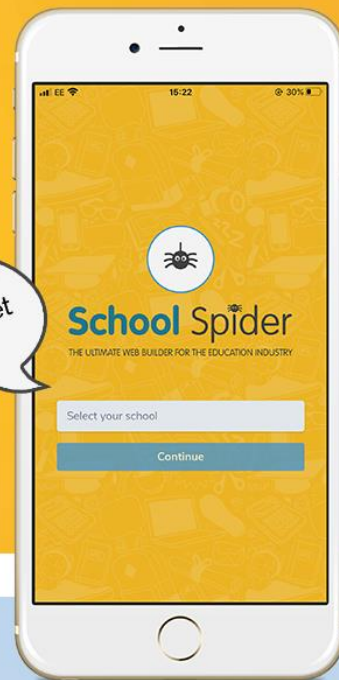 EE 15:22 30%
School Spider
THE ULTIMATE WEB BUILDER FOR THE EDUCATION INDUSTRY
Select your school
Continue